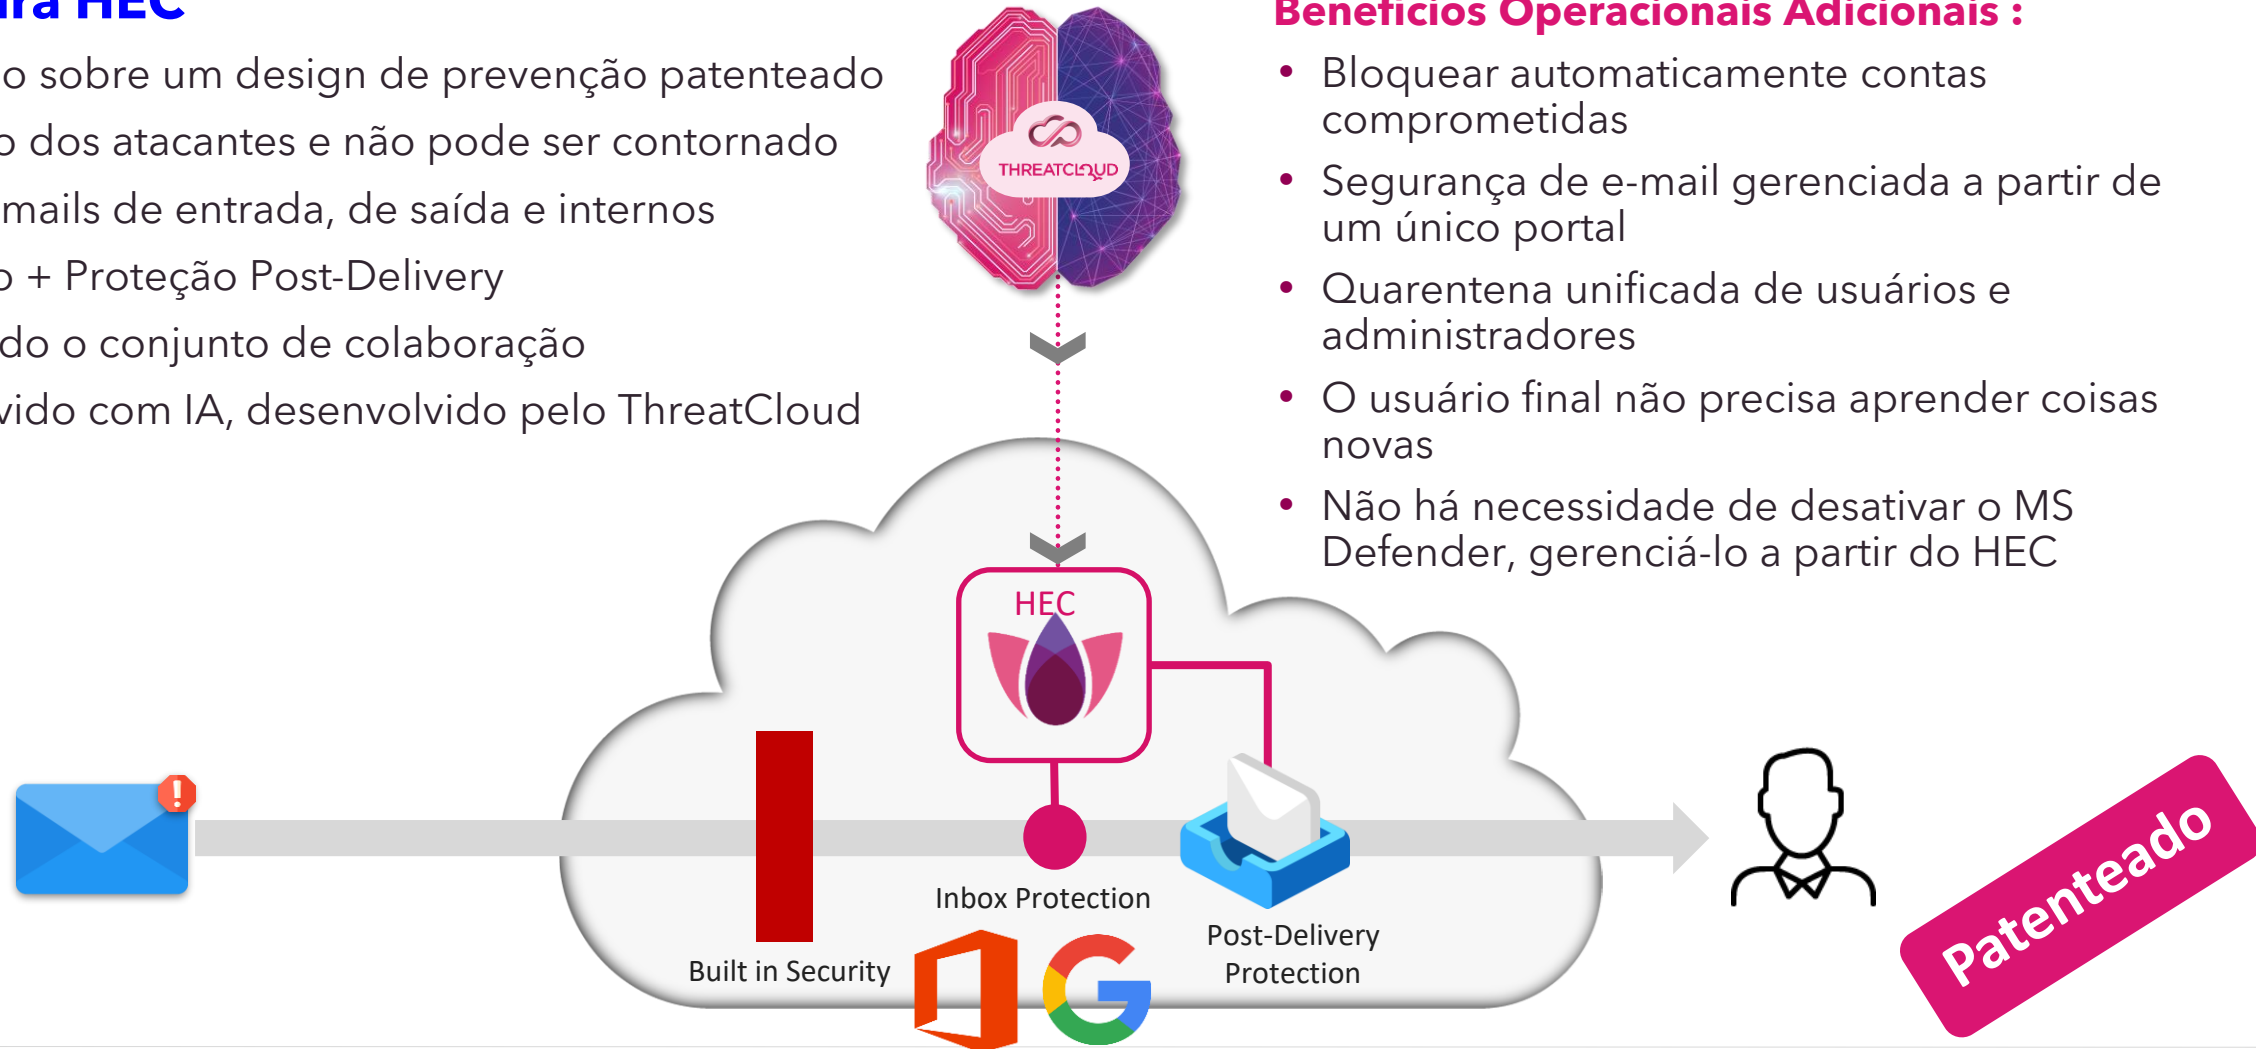 HEC
o sobre um design de prevenção patenteado
dos atacantes e não pode ser contornado
mails de entrada, de saída e internos
+ Proteção Post-Delivery
do o conjunto de colaboração
vido com IA, desenvolvido pelo ThreatCloud
THREATCLOUD
Benefícios Operacionais Adicionais :
• Bloquear automaticamente contas
comprometidas
• Segurança de e-mail gerenciada a partir de
um único portal
• Quarentena unificada de usuários e
administradores
• O usuário final não precisa aprender coisas
novas
• Não há necessidade de desativar o MS
Defender, gerenciá-lo a partir do HEC
HEC
Inbox Protection
Built in Security
Post-Delivery
Protection
Patenteado